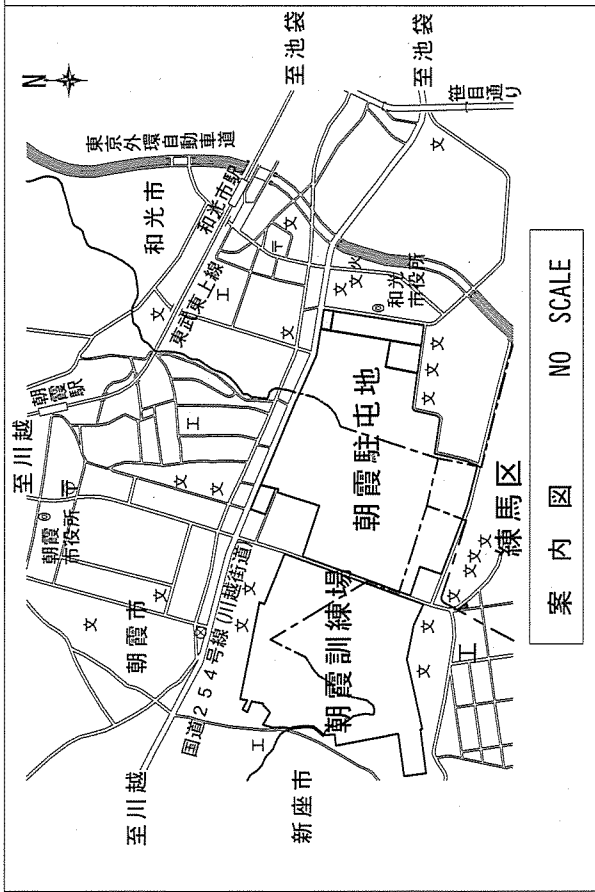 N
至池袋
至池袋
笹目通り
東京外環自動車道
和光市
和光市駅
東武東上線
文
文
〒
工
文
文
文
火
和光
市役所
文
至川越
朝霞駅
工
文
文
朝霞
市役所
〒
朝霞市
文
文
国道254号線(川越街道)
至川越
文
文
朝霞駐屯地
文
文
文
朝霞訓練場
工
新座市
文
文
文
文
文
文
練馬区
工
案内図 NO SCALE